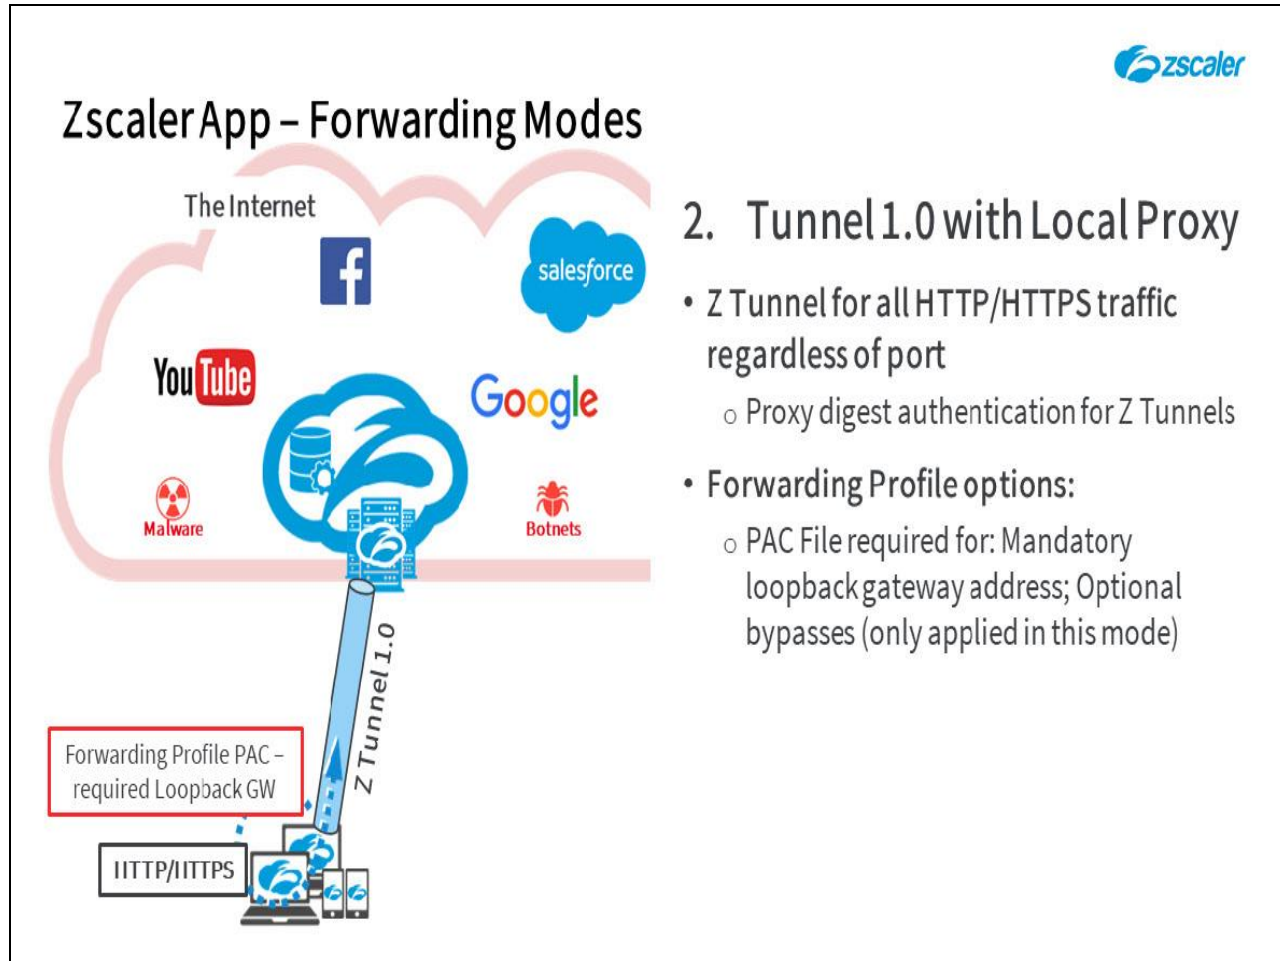 zscaler
Zscaler App – Forwarding Modes
The Internet
salesforce
YouTube
Google
Malware
Botnets
Z Tunnel 1.0
Forwarding Profile PAC –
required Loopback GW
HTTP/HTTPS
2. Tunnel 1.0 with Local Proxy
• Z Tunnel for all HTTP/HTTPS traffic
regardless of port
o Proxy digest authentication for Z Tunnels
• Forwarding Profile options:
o PAC File required for: Mandatory
loopback gateway address; Optional
bypasses (only applied in this mode)